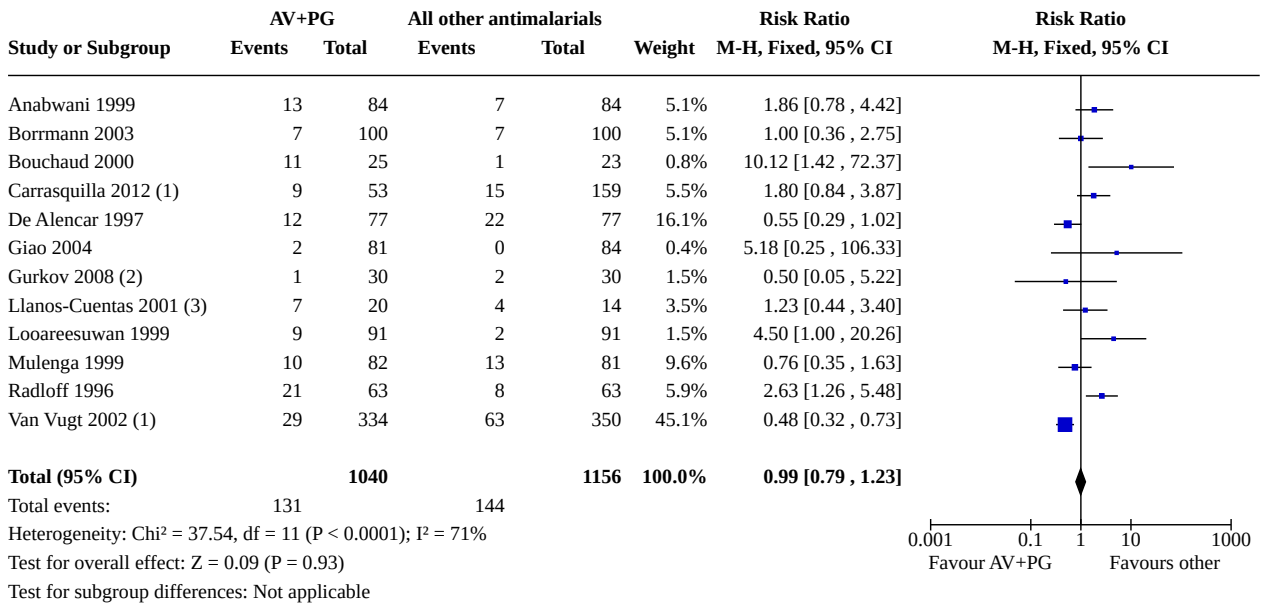 AV+PG All other antimalarials Risk Ratio Risk Ratio
Study or Subgroup Events Total Events Total Weight M-H, Fixed, 95% CI M-H, Fixed, 95% CI
Anabwani 1999 13 84 7 84 5.1% 1.86 [0.78 , 4.42]
Borrmann 2003 7 100 7 100 5.1% 1.00 [0.36 , 2.75]
Bouchaud 2000 11 25 1 23 0.8% 10.12 [1.42 , 72.37]
Carrasquilla 2012 (1) 9 53 15 159 5.5% 1.80 [0.84 , 3.87]
De Alencar 1997 12 77 22 77 16.1% 0.55 [0.29 , 1.02]
Giao 2004 2 81 0 84 0.4% 5.18 [0.25 , 106.33]
Gurkov 2008 (2) 1 30 2 30 1.5% 0.50 [0.05 , 5.22]
Llanos-Cuentas 2001 (3) 7 20 4 14 3.5% 1.23 [0.44 , 3.40]
Looareesuwan 1999 9 91 2 91 1.5% 4.50 [1.00 , 20.26]
Mulenga 1999 10 82 13 81 9.6% 0.76 [0.35 , 1.63]
Radloff 1996 21 63 8 63 5.9% 2.63 [1.26 , 5.48]
Van Vugt 2002 (1) 29 334 63 350 45.1% 0.48 [0.32 , 0.73]
Total (95% CI) 1040 1156 100.0% 0.99 [0.79 , 1.23]
Total events: 131 144
Heterogeneity: Chi² = 37.54, df = 11 (P < 0.0001); I² = 71%
0.001 0.1 1 10 1000
Test for overall effect: Z = 0.09 (P = 0.93) Favour AV+PG Favours other
Test for subgroup differences: Not applicable